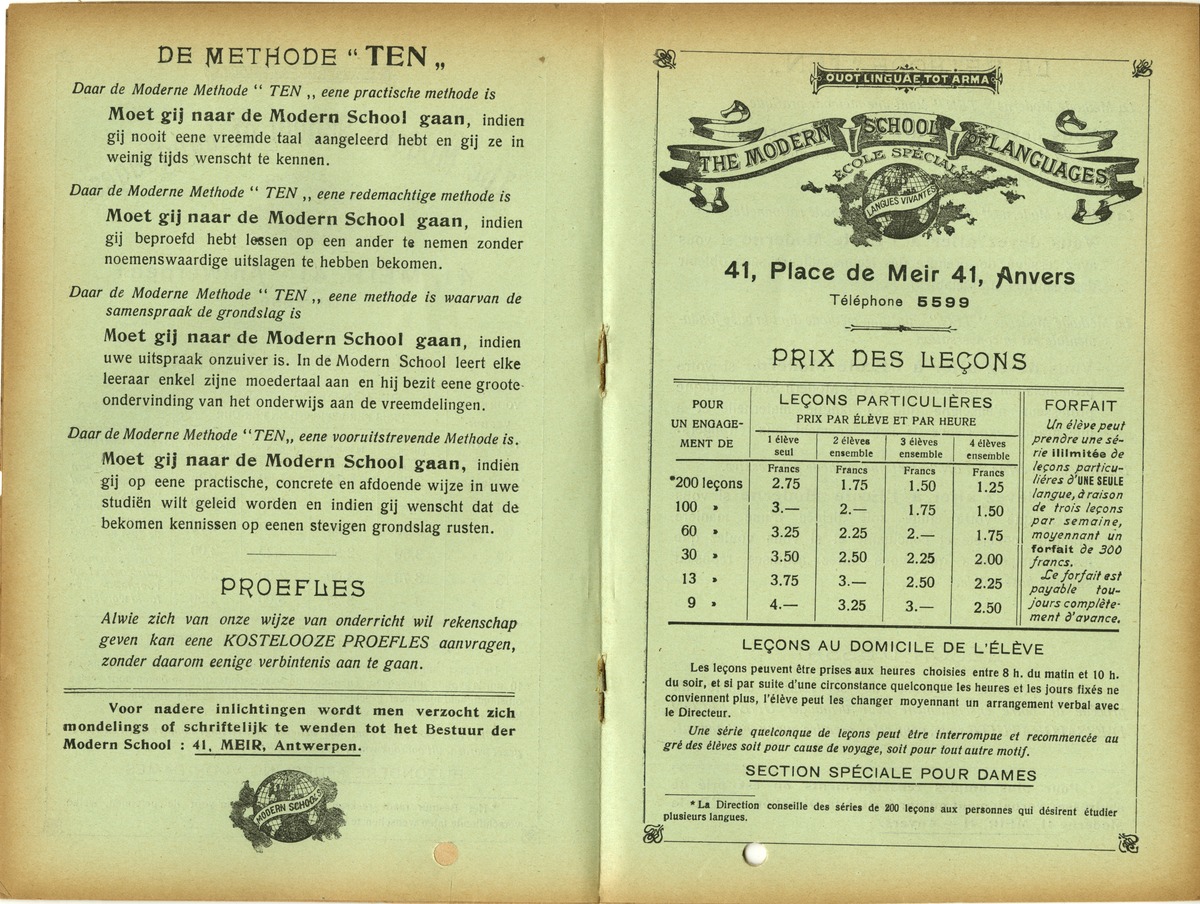 DE METHODE “ TEN „
Daar de Moderne Methode “ TEN „ eene practische methode is
Moet gij naar de Modern School gaan, indien
gij nooit eene vreemde taal aangeleerd hebt en gij ze in
weinig tijds wenscht te kennen.
Daar de Moderne Methode “ TEN „ eene redemachtige methode is
Moet gij naar de Modern School gaan, indien
gij beproefd hebt lessen op een ander te nemen zonder
noemenswaardige uitslagen te hebben bekomen.
Daar de Moderne Methode “ TEN „ eene methode is waarvan de
samenspraak de grondslag is
Moet gij naar de Modern School gaan, indien
uwe uitspraak onzuiver is. In de Modern School leert elke
leeraar enkel zijne moedertaal aan en hij bezit eene groote
ondervinding van het onderwijs aan de vreemdelingen.
Daar de Moderne Methode “TEN„ eene vooruitstrevende Methode is.
Moet gij naar de Modern School gaan, indien
gij op eene practische, concrete en afdoende wijze in uwe
studiën wilt geleid worden en indien gij wenscht dat de
bekomen kennissen op eenen stevigen grondslag rusten.
PROEFLES
Alwie zich van onze wijze van onderricht wil rekenschap
geven kan eene KOSTELOOZE PROEFLES aanvragen,
zonder daarom eenige verbintenis aan te gaan.
Voor nadere inlichtingen wordt men verzocht zich
mondelings of schriftelijk te wenden tot het Bestuur der
Modern School : 41, MEIR, Antwerpen.
MODERN SCHOOLS
QUOT LINGUAE, TOT ARMA
THE MODERN SCHOOL OF LANGUAGES
ÉCOLE SPÉCIALE
LANGUES VIVANTES
41, Place de Meir 41, Anvers
Téléphone 5599
PRIX DES LEÇONS
POUR
UN ENGAGE-
MENT DE
LEÇONS PARTICULIÈRES
PRIX PAR ÉLÈVE ET PAR HEURE
1 élève seul 2 élèves ensemble 3 élèves ensemble 4 élèves ensemble
Francs Francs Francs Francs
*200 leçons 2.75 1.75 1.50 1.25
100 » 3.— 2.— 1.75 1.50
60 » 3.25 2.25 2.— 1.75
30 » 3.50 2.50 2.25 2.00
13 » 3.75 3.— 2.50 2.25
9 » 4.— 3.25 3.— 2.50
FORFAIT
Un élève peut
prendre une sé-
rie illimitée de
leçons particu-
lières d'UNE SEULE
langue, à raison
de trois leçons
par semaine,
moyennant un
forfait de 300
francs.
Le forfait est
payable tou-
jours complète-
ment d'avance.
LEÇONS AU DOMICILE DE L'ÉLÈVE
Les leçons peuvent être prises aux heures choisies entre 8 h. du matin et 10 h.
du soir, et si par suite d'une circonstance quelconque les heures et les jours fixés ne
conviennent plus, l'élève peut les changer moyennant un arrangement verbal avec
le Directeur.
Une série quelconque de leçons peut être interrompue et recommencée au
gré des élèves soit pour cause de voyage, soit pour tout autre motif.
SECTION SPÉCIALE POUR DAMES
* La Direction conseille des séries de 200 leçons aux personnes qui désirent étudier
plusieurs langues.